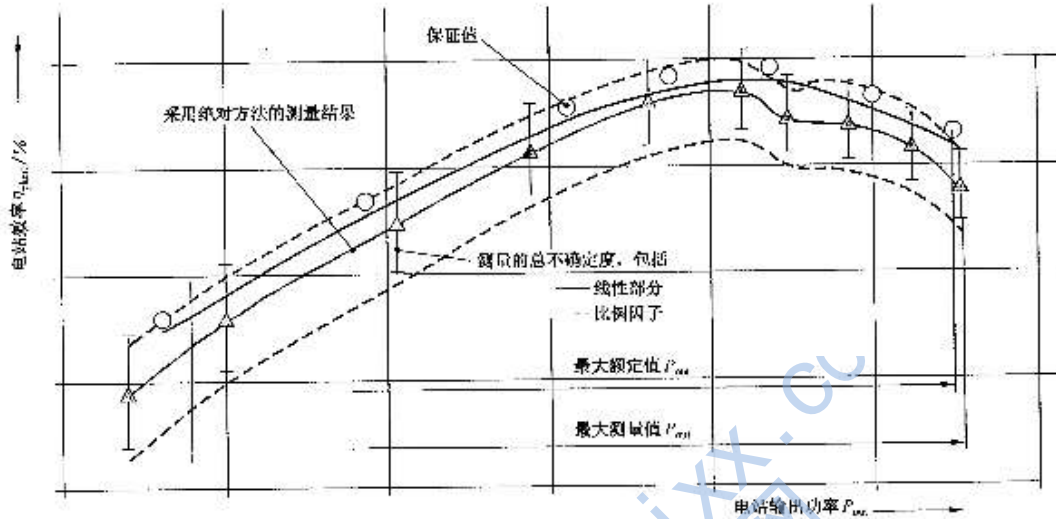 保证值
采用绝对方法的测量结果
电站效率 /%
测量的总不确定度，包括
线性部分
比例因子
最大额定值
最大测量值
电站输出功率